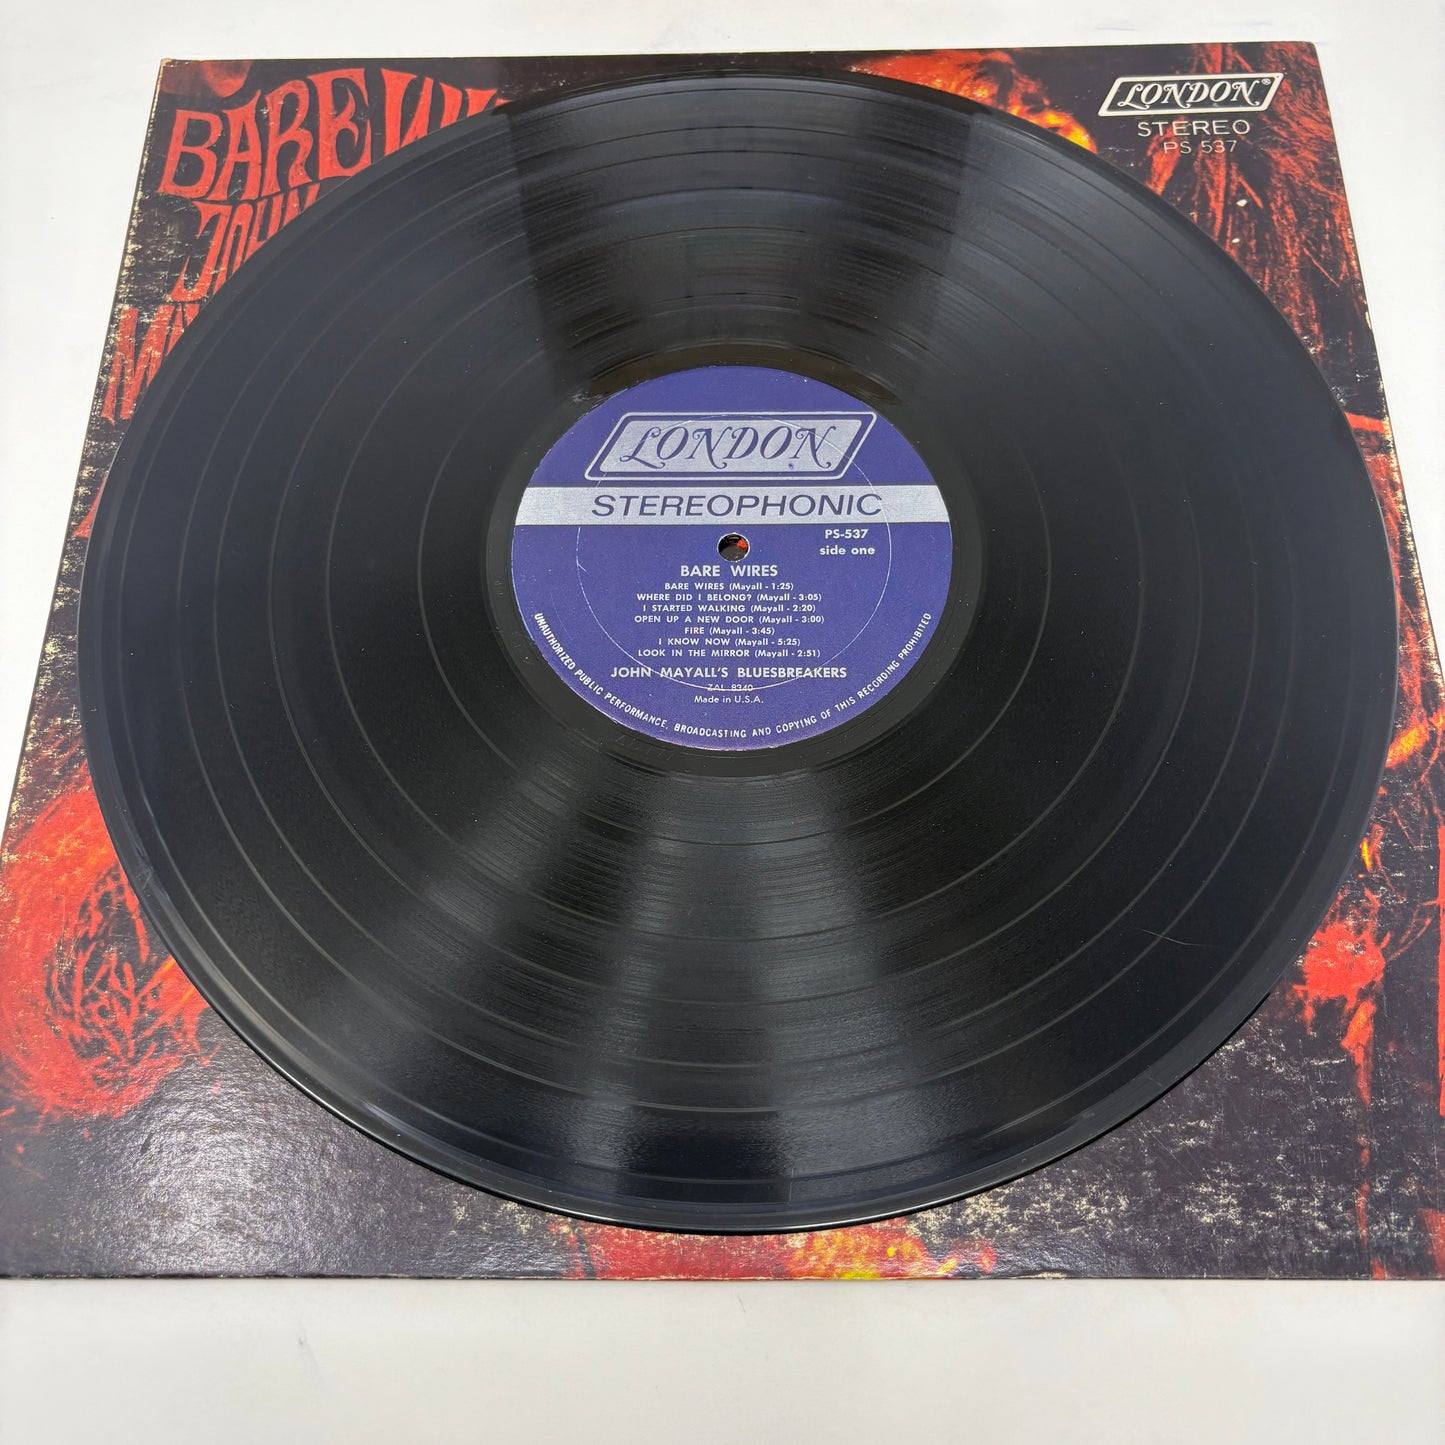 BARE WI
JOHN
LONDON®
STEREO
PS 537
LONDON
STEREOPHONIC
PS-537
side one
BARE WIRES
BARE WIRES (Mayall - 1:25)
WHERE DID I BELONG? (Mayall - 3:05)
I STARTED WALKING (Mayall - 2:20)
OPEN UP A NEW DOOR (Mayall - 3:00)
FIRE (Mayall - 3:45)
I KNOW NOW (Mayall - 5:25)
LOOK IN THE MIRROR (Mayall - 2:51)
JOHN MAYALL'S BLUESBREAKERS
ZAL 8340
Made in U.S.A.
UNAUTHORIZED PUBLIC PERFORMANCE, BROADCASTING AND COPYING OF THIS RECORDING PROHIBITED